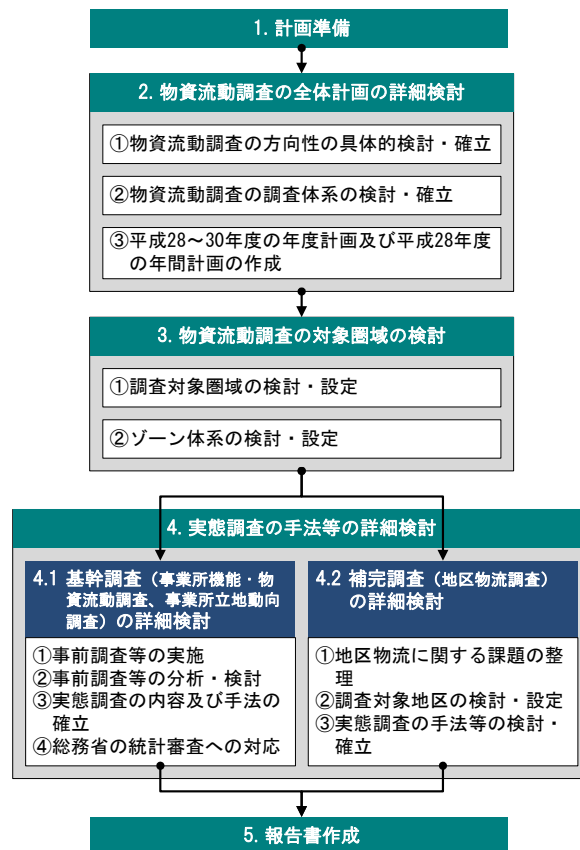 1. 計画準備
2. 物資流動調査の全体計画の詳細検討
①物資流動調査の方向性の具体的検討・確立
②物資流動調査の調査体系の検討・確立
③平成28～30年度の年度計画及び平成28年度
の年間計画の作成
3. 物資流動調査の対象圏域の検討
①調査対象圏域の検討・設定
②ゾーン体系の検討・設定
4. 実態調査の手法等の詳細検討
4.1 基幹調査（事業所機能・物
資流動調査、事業所立地動向
調査）の詳細検討
①事前調査等の実施
②事前調査等の分析・検討
③実態調査の内容及び手法の
確立
④総務省の統計審査への対応
4.2 補完調査（地区物流調査）
の詳細検討
①地区物流に関する課題の整
理
②調査対象地区の検討・設定
③実態調査の手法等の検討・
確立
5. 報告書作成